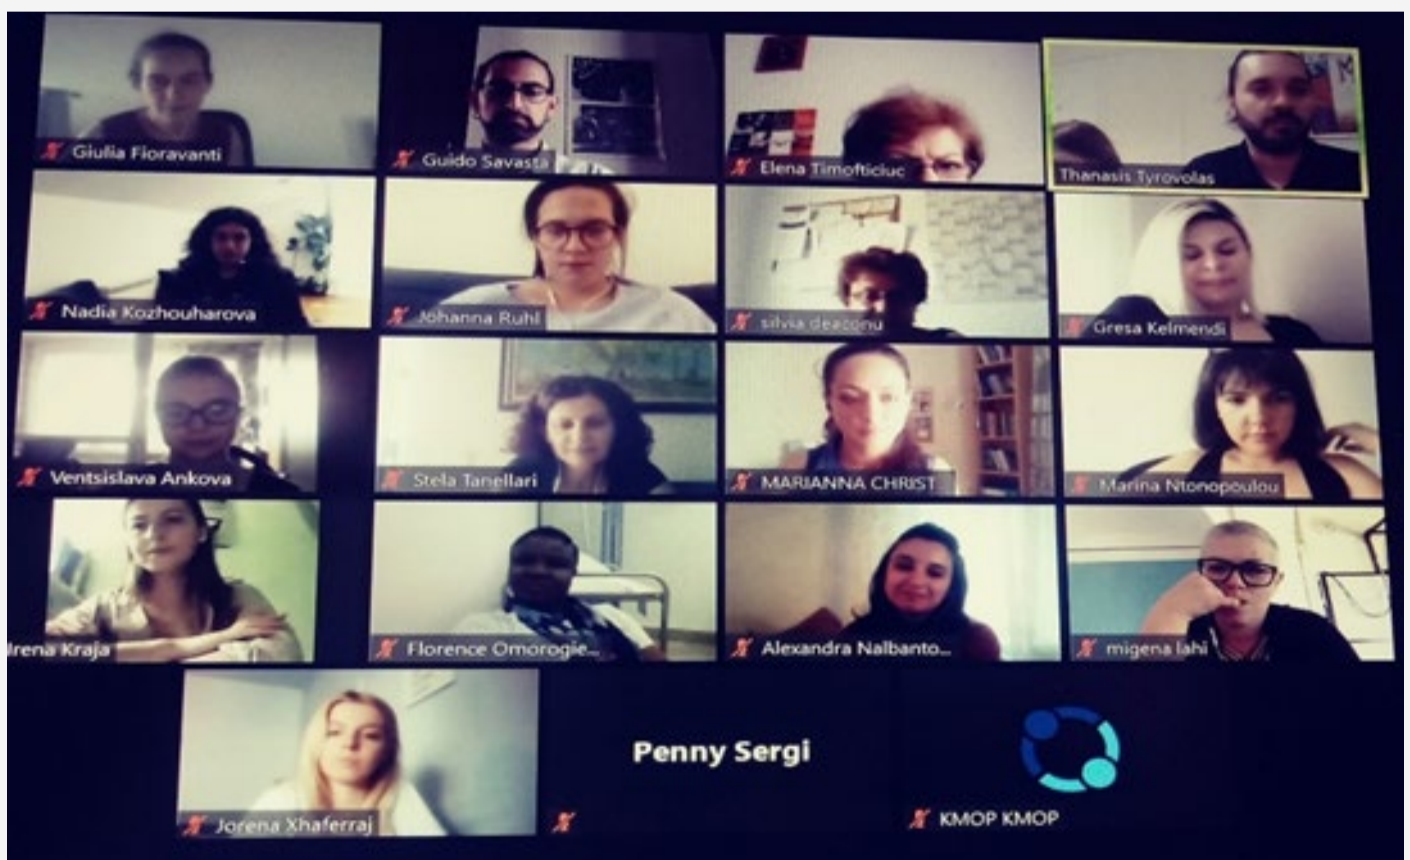 Giulia Fioravanti
Guido Savasta
Elena Timofticiuc
Thanasis Tyrovolas
Nadia Kozhouharova
Johanna Ruhl
silvia deaconu
Gresa Kelmendi
Ventsislava Ankova
Stela Tanellari
MARIANNA CHRIST
Marina Ntonopoulou
Irena Kraja
Florence Omorogie...
Alexandra Nalbanto...
migena lahi
Jorena Xhaferraj
Penny Sergi
KMOP KMOP